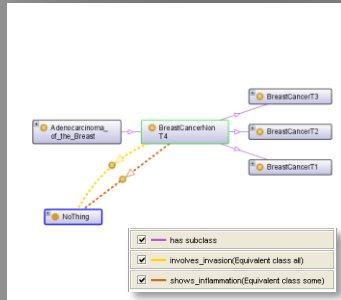 BreastCancerT3
Adenocarcinoma_
of_the_Breast
BreastCancerNon
T4
BreastCancerT2
BreastCancerT1
NoThing
has subclass
involves_invasion(Equivalent class all)
shows_inflammation(Equivalent class some)